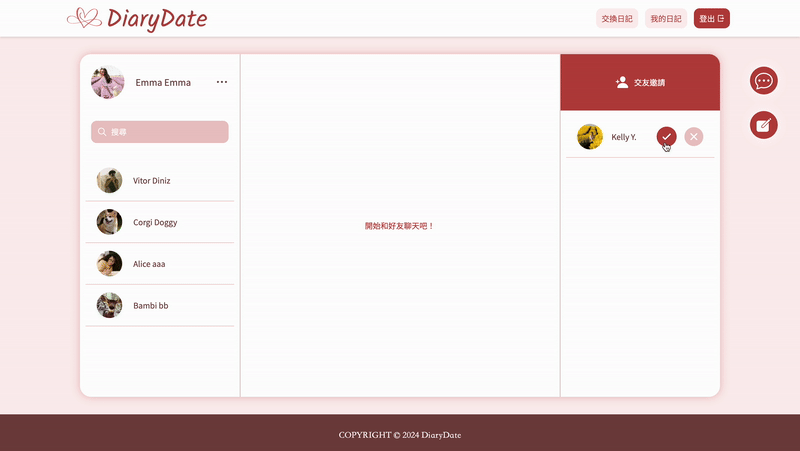 DiaryDate
交換日記
我的日記
登出
Emma Emma
搜尋
Vitor Diniz
Corgi Doggy
Alice aaa
Bambi bb
開始和好友聊天吧！
交友邀請
Kelly Y.
COPYRIGHT © 2024 DiaryDate